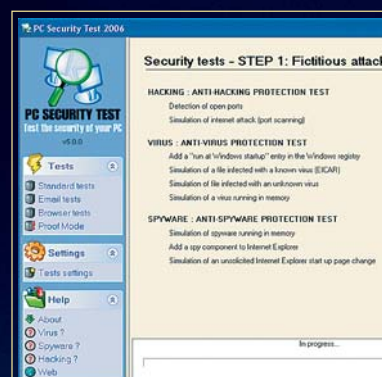 PC Security Test 2006
PC SECURITY TEST
Test the security of your PC
v5.0.0
Tests
Standard tests
Email tests
Browser tests
Proof Mode
Settings
Tests settings
Help
About
Virus ?
Spyware ?
Hacking ?
Web
Security tests - STEP 1: Fictitious attack
HACKING : ANTI-HACKING PROTECTION TEST
Detection of open ports
Simulation of internet attack (port scanning)
VIRUS : ANTI-VIRUS PROTECTION TEST
Add a "run at Windows startup" entry in the Windows registry
Simulation of a file infected with a known virus (EICAR)
Simulation of file infected with an unknown virus
Simulation of a virus running in memory
SPYWARE : ANTI-SPYWARE PROTECTION TEST
Simulation of spyware running in memory
Add a spy component to Internet Explorer
Simulation of an unsolicited Internet Explorer start up page change
In progress...